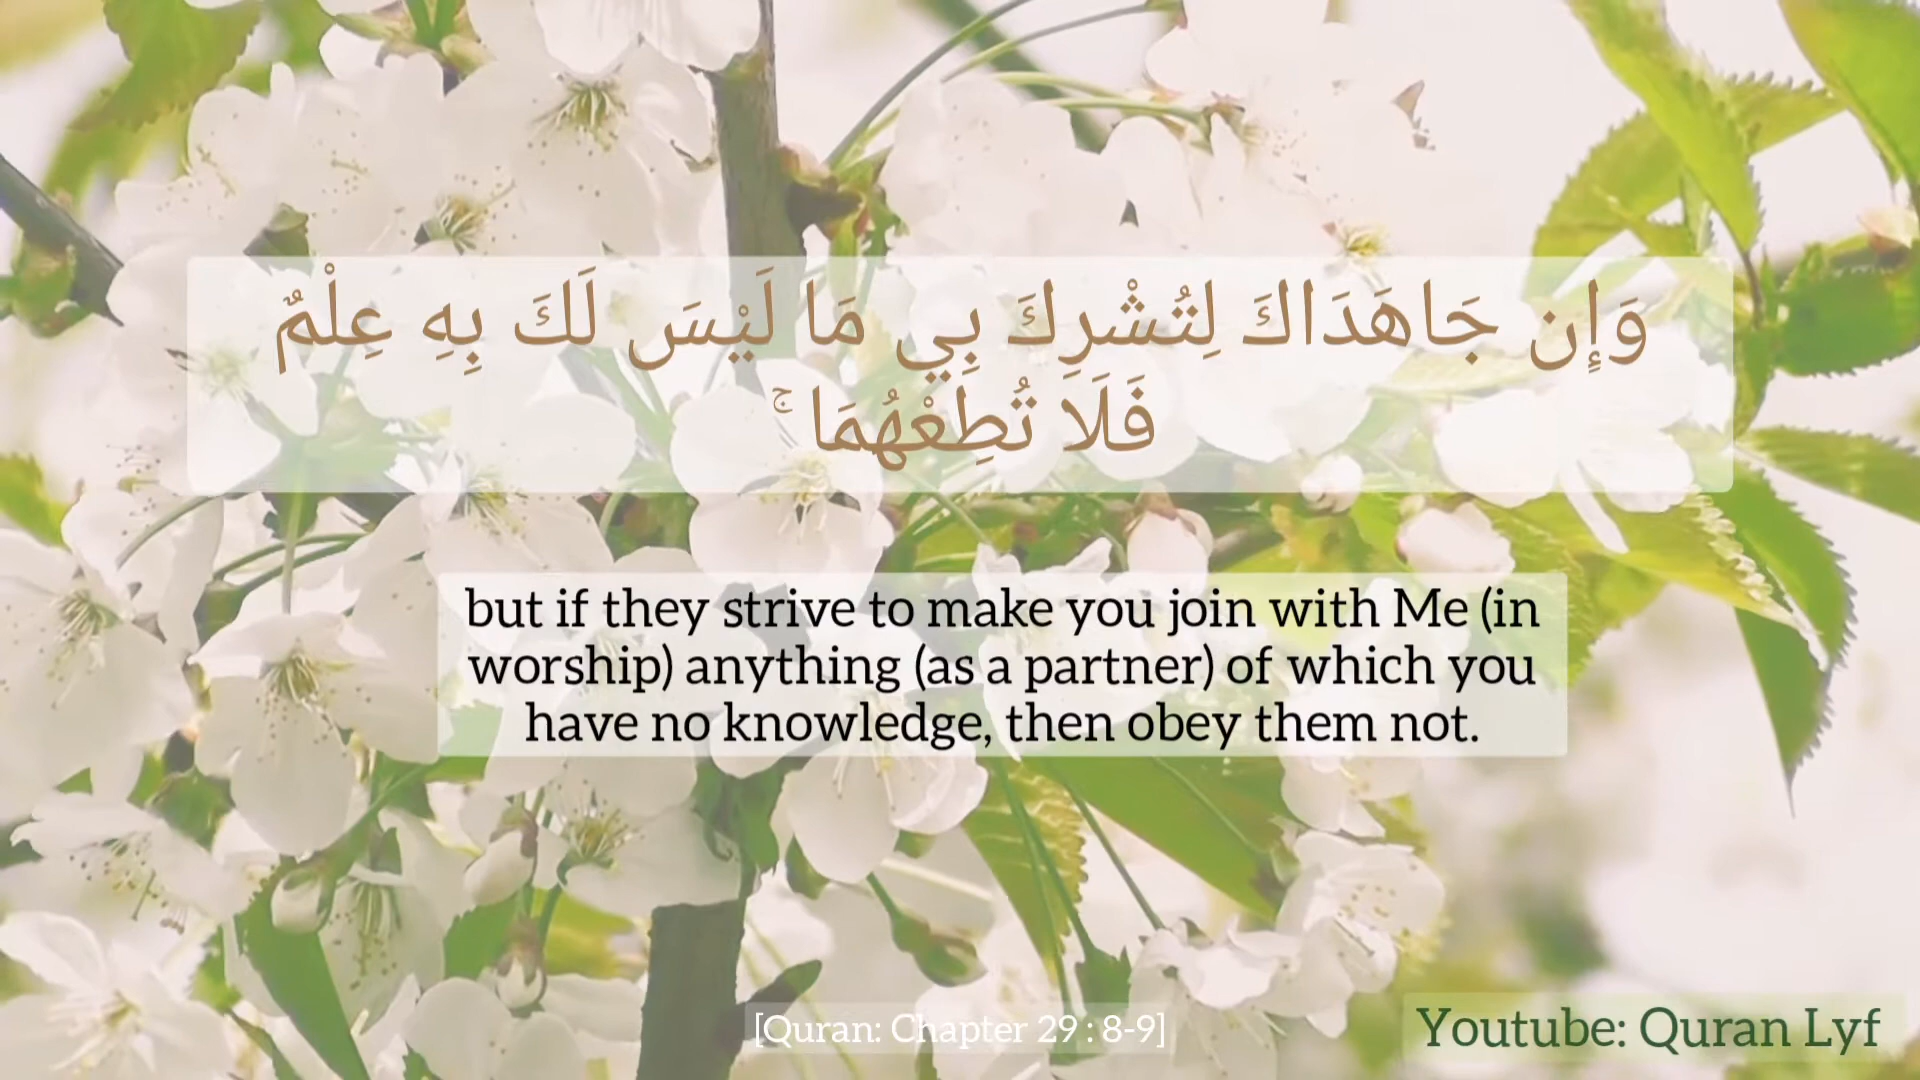 وَإِن جَاهَدَاكَ لِتُشْرِكَ بِي مَا لَيْسَ لَكَ بِهِ عِلْمٌ
فَلَا تُطِعْهُمَا ۚ
but if they strive to make you join with Me (in
worship) anything (as a partner) of which you
have no knowledge, then obey them not.
[Quran: Chapter 29 : 8-9]
Youtube: Quran Lyf